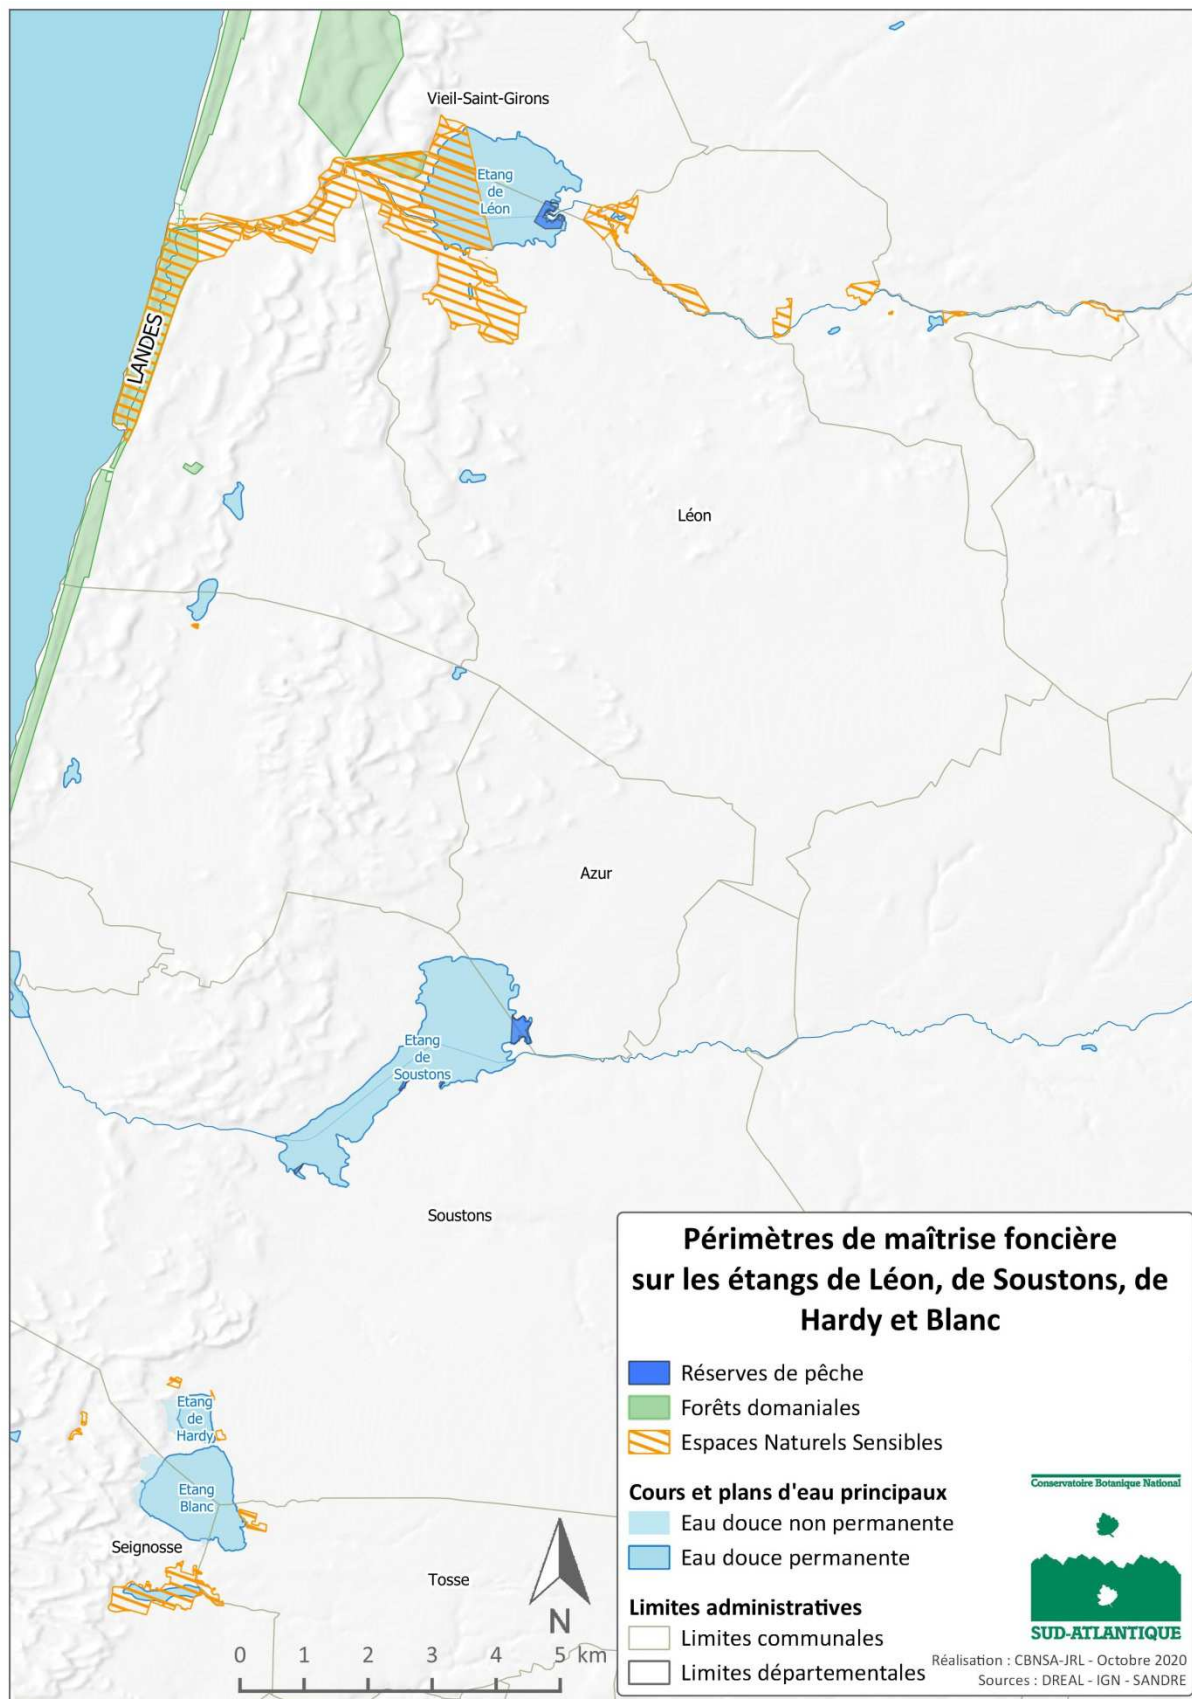 Vieil-Saint-Girons
Etang
de
Léon
LANDES
Léon
Azur
Etang
de
Soustons
Soustons
Etang
de
Hardy
Etang
Blanc
Seignosse
Tosse
N
0 1 2 3 4 5 km
Périmètres de maîtrise foncière
sur les étangs de Léon, de Soustons, de
Hardy et Blanc
Réserves de pêche
Forêts domaniales
Espaces Naturels Sensibles
Cours et plans d'eau principaux
Eau douce non permanente
Eau douce permanente
Limites administratives
Limites communales
Limites départementales
Conservatoire Botanique National
SUD-ATLANTIQUE
Réalisation : CBNSA-JRL - Octobre 2020
Sources : DREAL - IGN - SANDRE